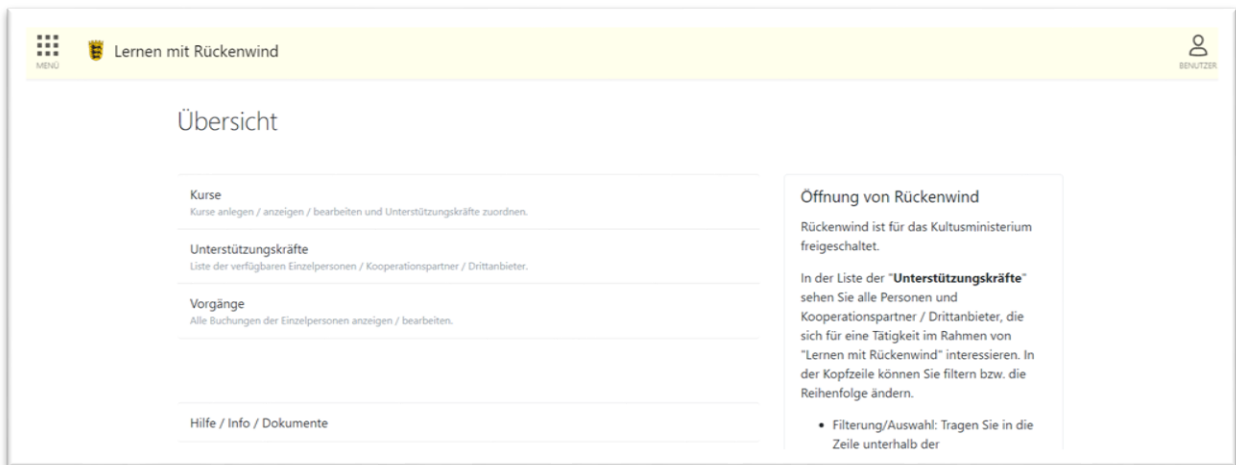 MENÜ
Lernen mit Rückenwind
BENUTZER
Übersicht
Kurse
Kurse anlegen / anzeigen / bearbeiten und Unterstützungskräfte zuordnen.
Unterstützungskräfte
Liste der verfügbaren Einzelpersonen / Kooperationspartner / Drittanbieter.
Vorgänge
Alle Buchungen der Einzelpersonen anzeigen / bearbeiten.
Hilfe / Info / Dokumente
Öffnung von Rückenwind
Rückenwind ist für das Kultusministerium
freigeschaltet.
In der Liste der "Unterstützungskräfte"
sehen Sie alle Personen und
Kooperationspartner / Drittanbieter, die
sich für eine Tätigkeit im Rahmen von
"Lernen mit Rückenwind" interessieren. In
der Kopfzeile können Sie filtern bzw. die
Reihenfolge ändern.
• Filterung/Auswahl: Tragen Sie in die
Zeile unterhalb der